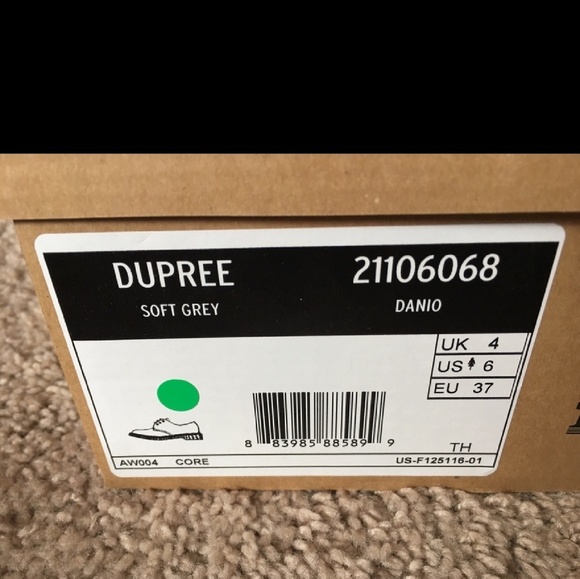 DUPREE 21106068
SOFT GREY DANIO
UK 4
US 6
EU 37
8 83985 88589 9
TH
AW004 CORE US-F125116-01